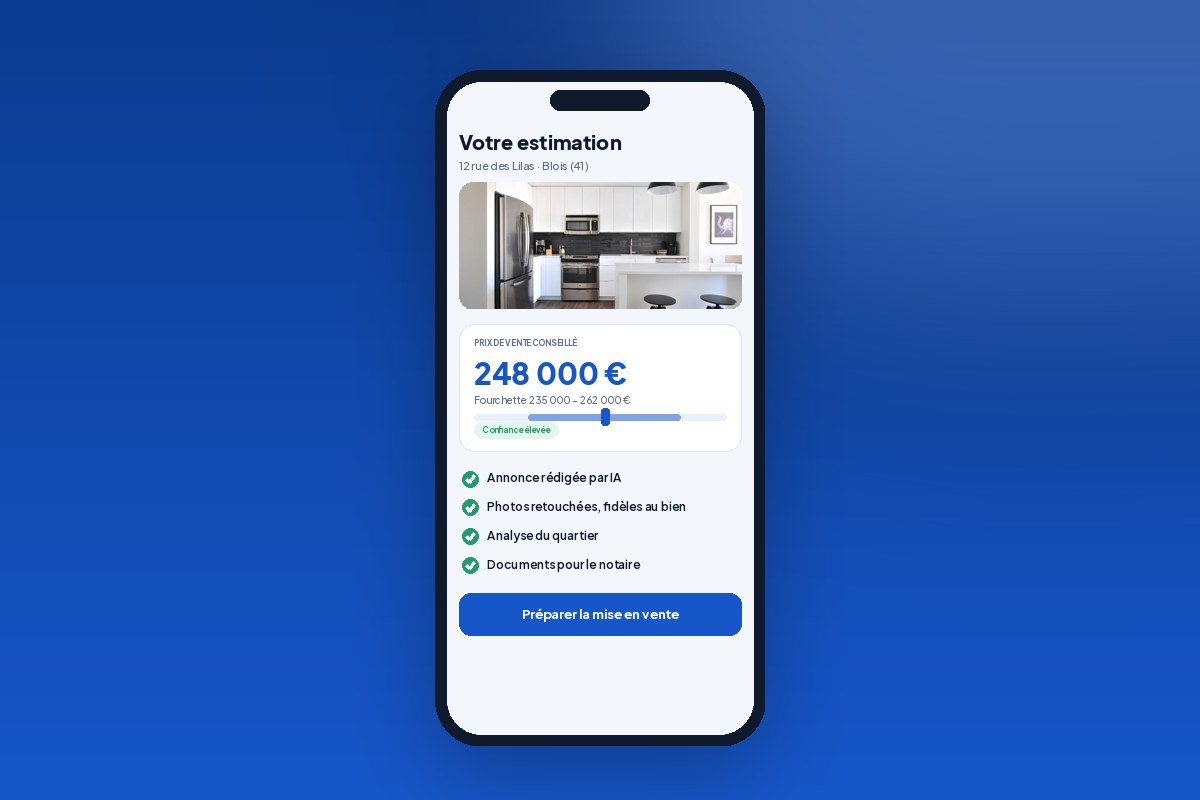 Votre estimation
12 rue des Lilas · Blois (41)
PRIX DE VENTE CONSEILLÉ
248 000 €
Fourchette 235 000 – 262 000 €
Confiance élevée
Annonce rédigée par IA
Photos retouchées, fidèles au bien
Analyse du quartier
Documents pour le notaire
Préparer la mise en vente